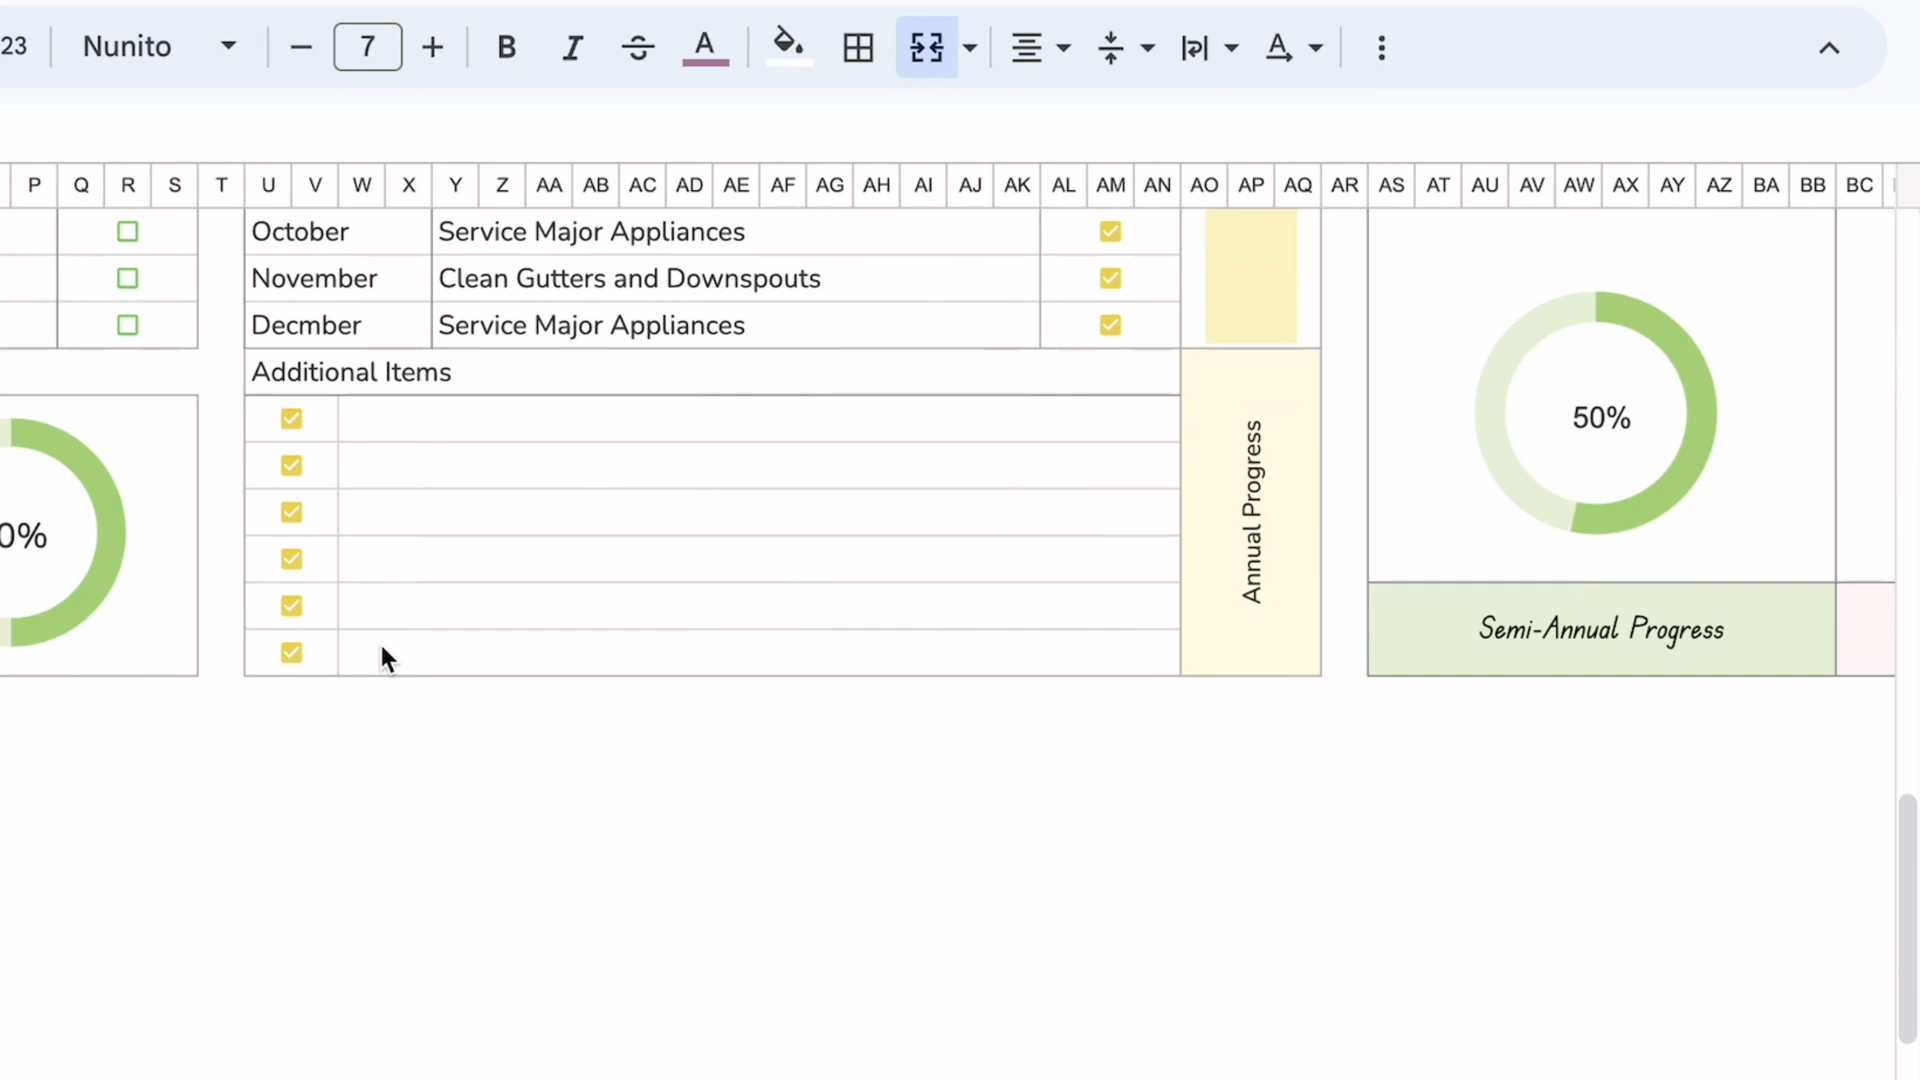 23 Nunito 7 B I S A A
P Q R S T U V W X Y Z AA AB AC AD AE AF AG AH AI AJ AK AL AM AN AO AP AQ AR AS AT AU AV AW AX AY AZ BA BB BC
October Service Major Appliances
November Clean Gutters and Downspouts
Decmber Service Major Appliances
Additional Items
0%
Annual Progress
50%
Semi-Annual Progress